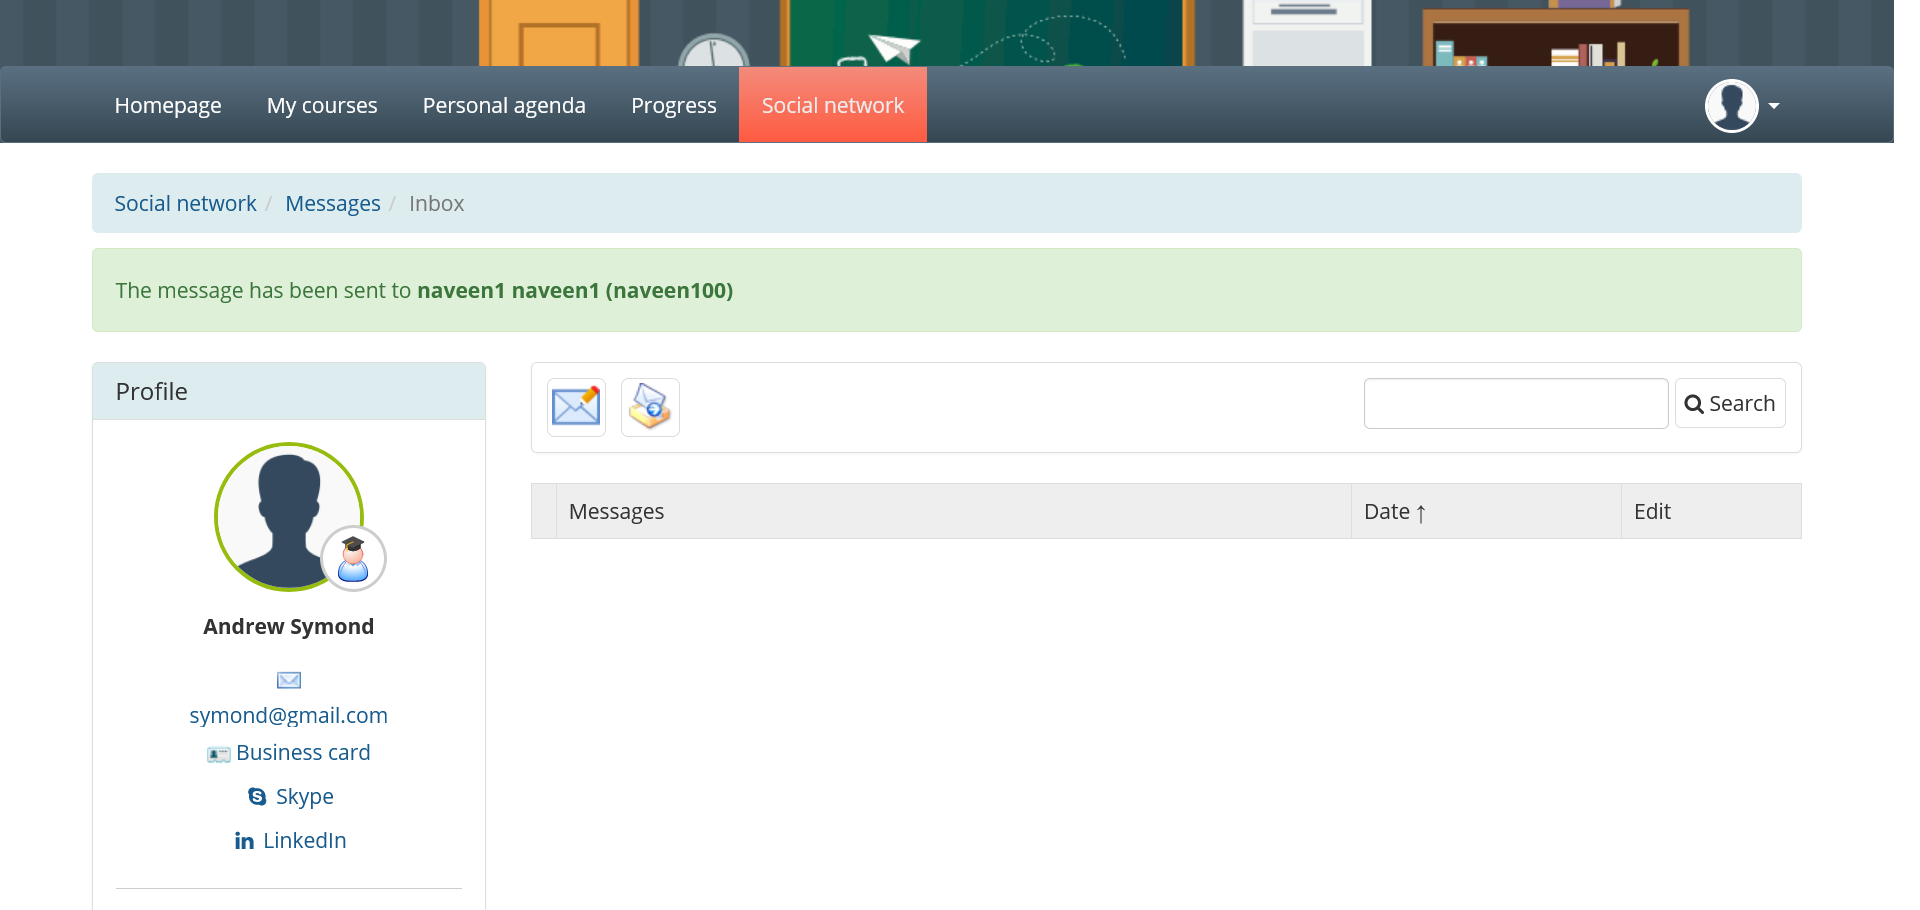 Homepage My courses Personal agenda Progress Social network
Social network / Messages / Inbox
The message has been sent to naveen1 naveen1 (naveen100)
Profile
Search
Messages Date ↑ Edit
Andrew Symond
symond@gmail.com
Business card
Skype
LinkedIn